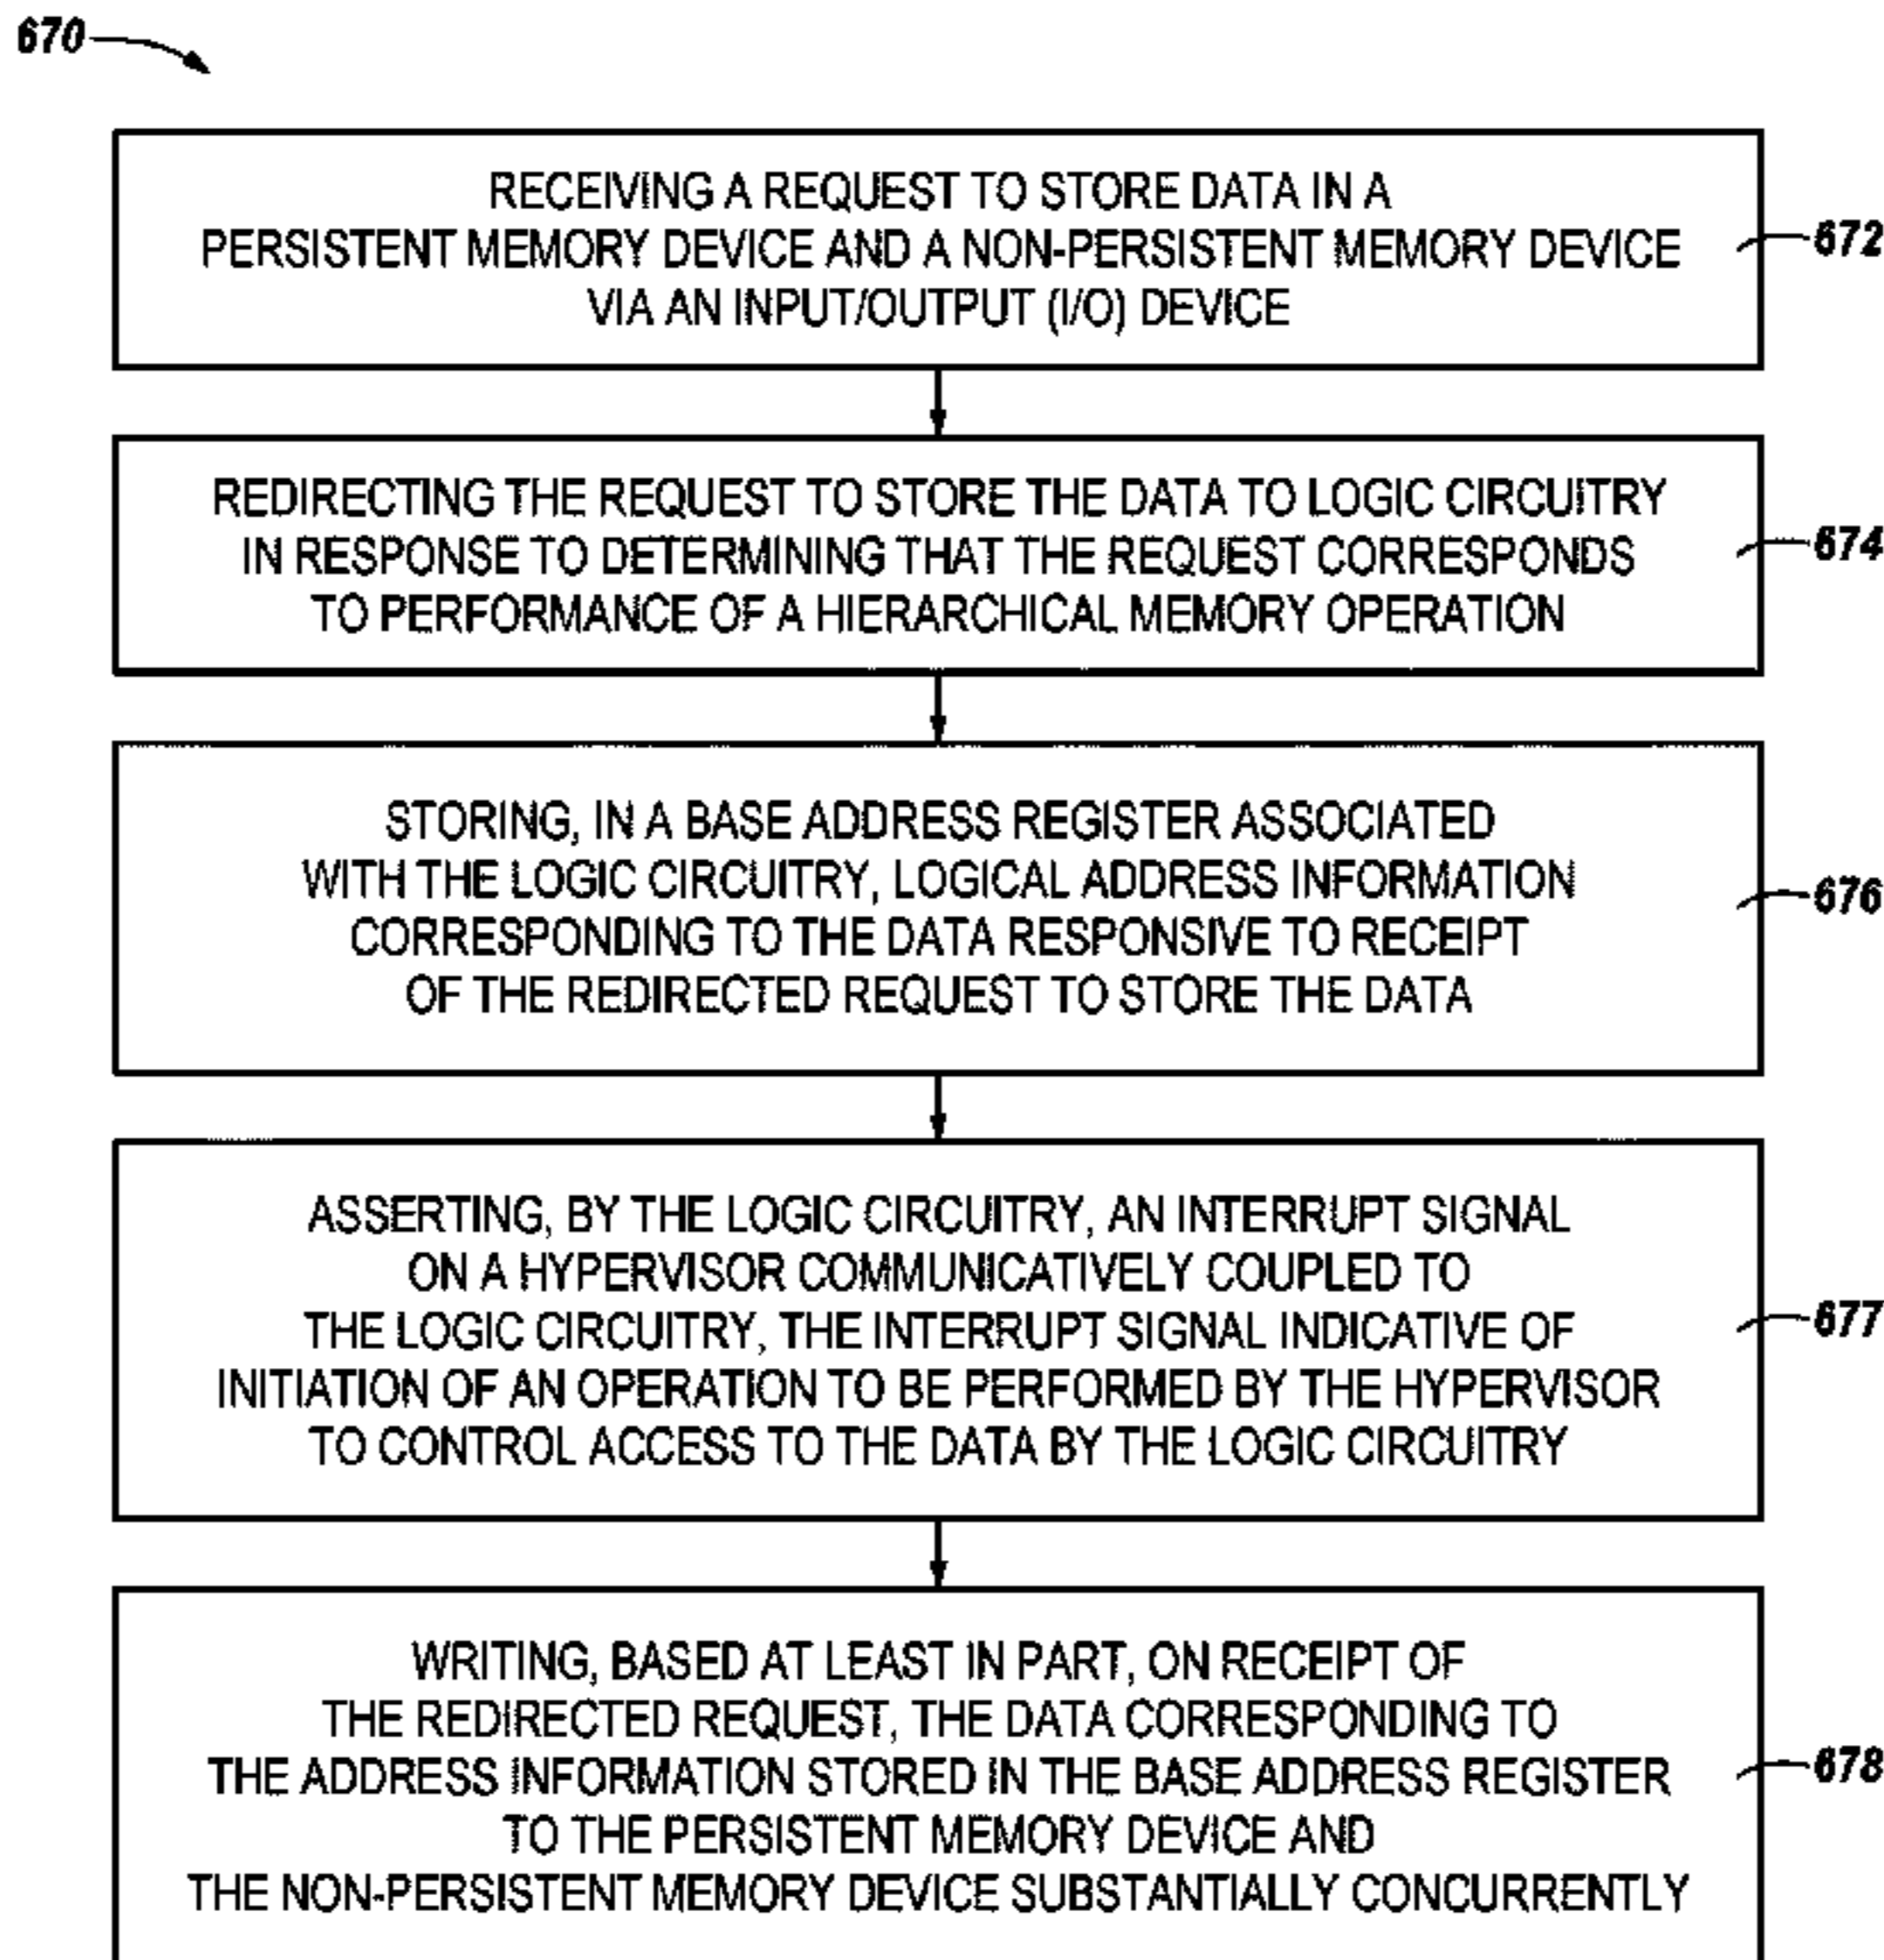 670
RECEIVING A REQUEST TO STORE DATA IN A
PERSISTENT MEMORY DEVICE AND A NON-PERSISTENT MEMORY DEVICE
VIA AN INPUT/OUTPUT (I/O) DEVICE
672
REDIRECTING THE REQUEST TO STORE THE DATA TO LOGIC CIRCUITRY
IN RESPONSE TO DETERMINING THAT THE REQUEST CORRESPONDS
TO PERFORMANCE OF A HIERARCHICAL MEMORY OPERATION
674
STORING, IN A BASE ADDRESS REGISTER ASSOCIATED
WITH THE LOGIC CIRCUITRY, LOGICAL ADDRESS INFORMATION
CORRESPONDING TO THE DATA RESPONSIVE TO RECEIPT
OF THE REDIRECTED REQUEST TO STORE THE DATA
676
ASSERTING, BY THE LOGIC CIRCUITRY, AN INTERRUPT SIGNAL
ON A HYPERVISOR COMMUNICATIVELY COUPLED TO
THE LOGIC CIRCUITRY, THE INTERRUPT SIGNAL INDICATIVE OF
INITIATION OF AN OPERATION TO BE PERFORMED BY THE HYPERVISOR
TO CONTROL ACCESS TO THE DATA BY THE LOGIC CIRCUITRY
677
WRITING, BASED AT LEAST IN PART, ON RECEIPT OF
THE REDIRECTED REQUEST, THE DATA CORRESPONDING TO
THE ADDRESS INFORMATION STORED IN THE BASE ADDRESS REGISTER
TO THE PERSISTENT MEMORY DEVICE AND
THE NON-PERSISTENT MEMORY DEVICE SUBSTANTIALLY CONCURRENTLY
678